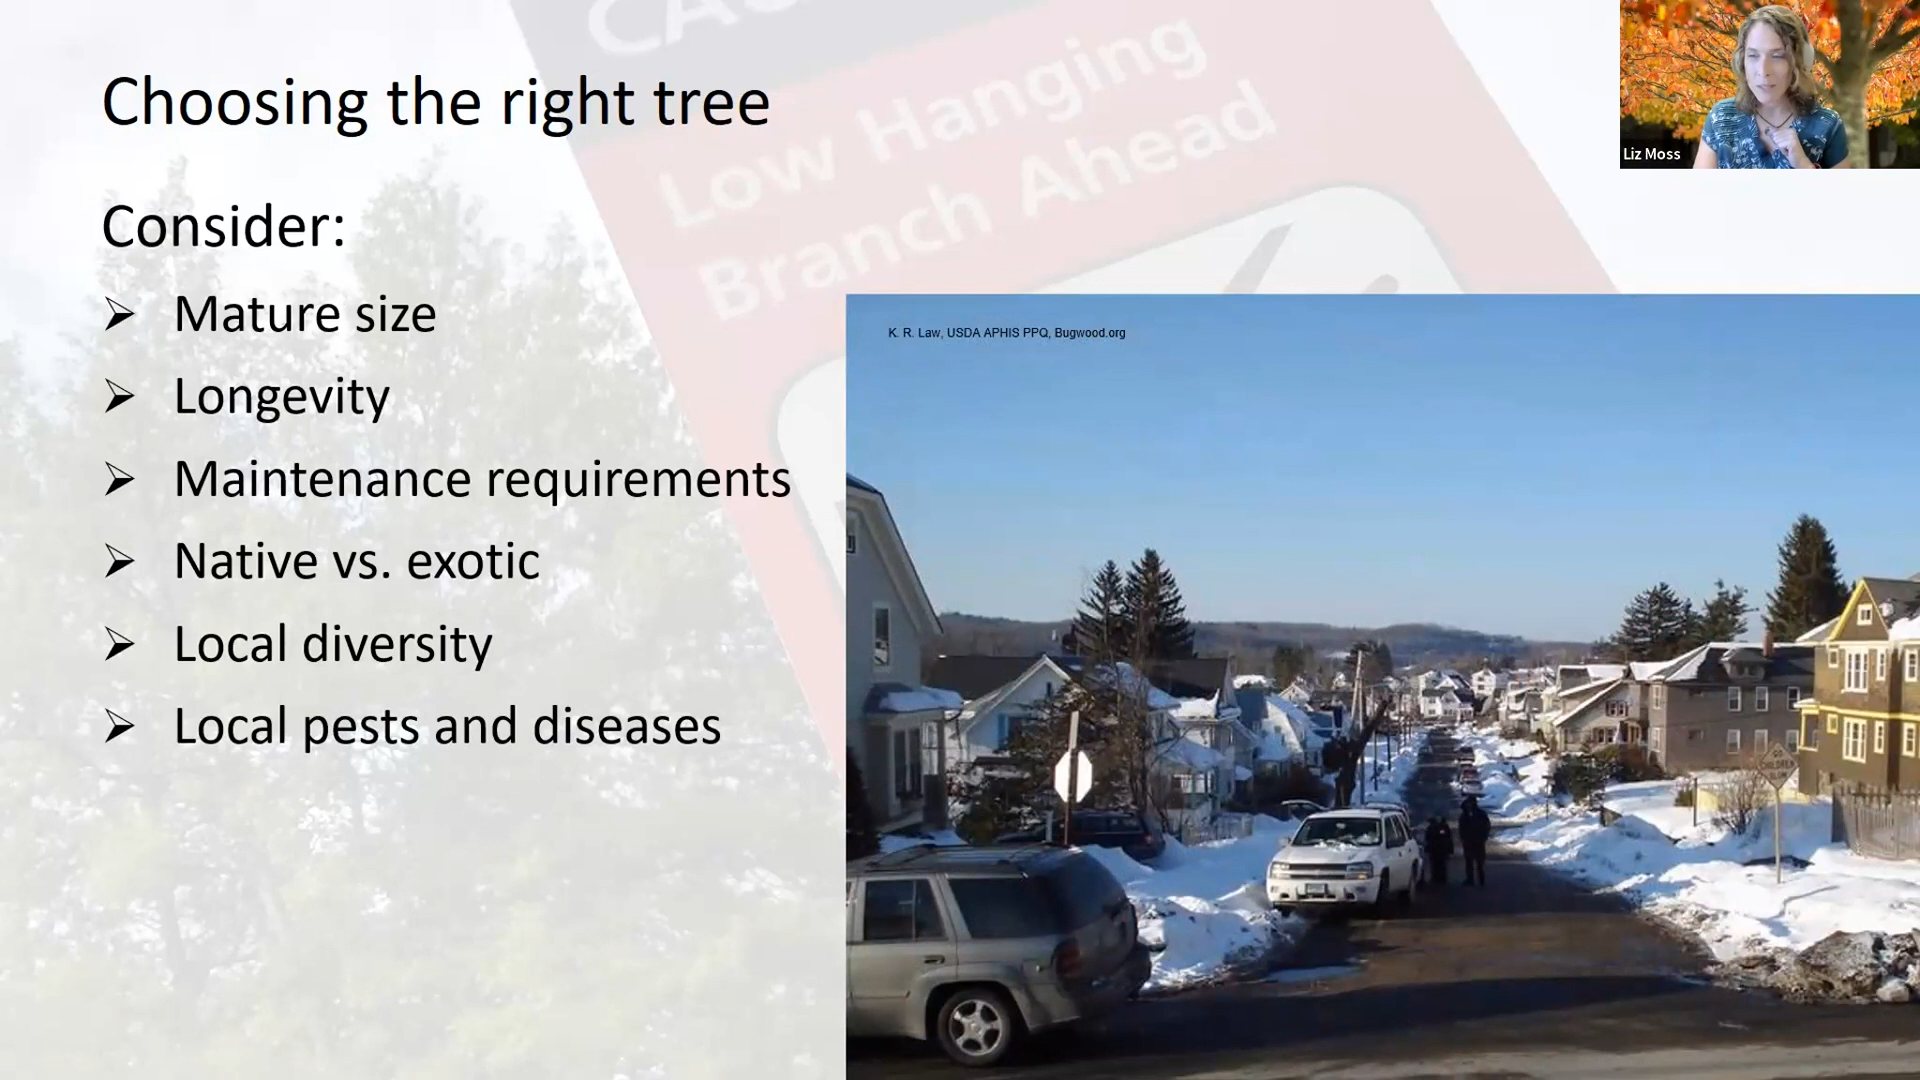 Choosing the right tree
Low Hanging
Branch Ahead
Liz Moss
Consider:
➢ Mature size
➢ Longevity
➢ Maintenance requirements
➢ Native vs. exotic
➢ Local diversity
➢ Local pests and diseases
K. R. Law, USDA APHIS PPQ, Bugwood.org
CHILDREN